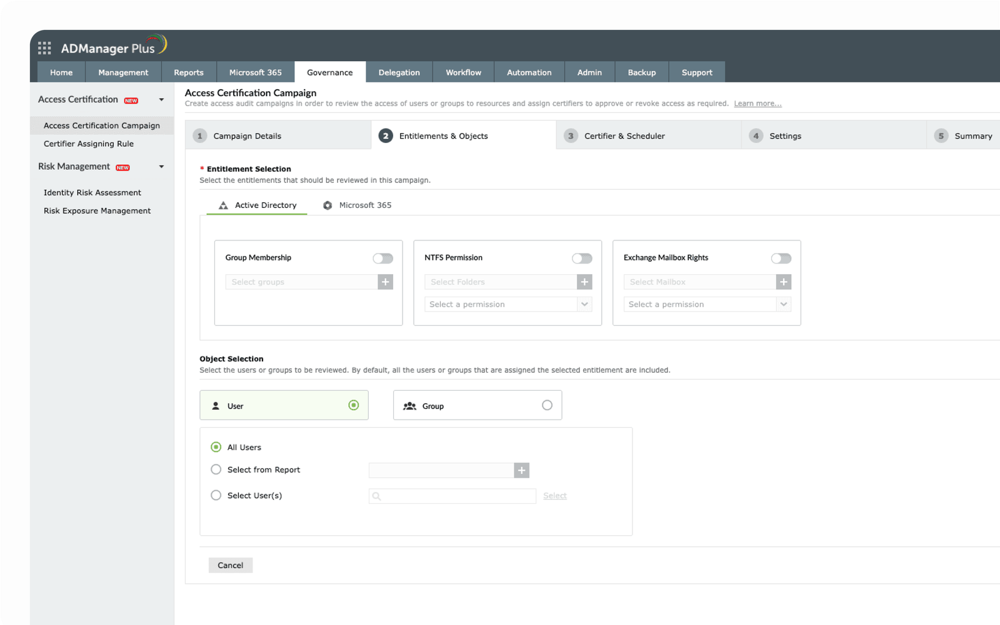 ADManager Plus
Home Management Reports Microsoft 365 Governance Delegation Workflow Automation Admin Backup Support
Access Certification NEW
Access Certification Campaign
Certifier Assigning Rule
Risk Management NEW
Identity Risk Assessment
Risk Exposure Management
Access Certification Campaign
Create access audit campaigns in order to review the access of users or groups to resources and assign certifiers to approve or revoke access as required. Learn more...
1 Campaign Details 2 Entitlements & Objects 3 Certifier & Scheduler 4 Settings 5 Summary
* Entitlement Selection
Select the entitlements that should be reviewed in this campaign.
Active Directory Microsoft 365
Group Membership
Select groups
NTFS Permission
Select Folders
Select a permission
Exchange Mailbox Rights
Select Mailbox
Select a permission
Object Selection
Select the users or groups to be reviewed. By default, all the users or groups that are assigned the selected entitlement are included.
User Group
All Users
Select from Report
Select User(s) Select
Cancel